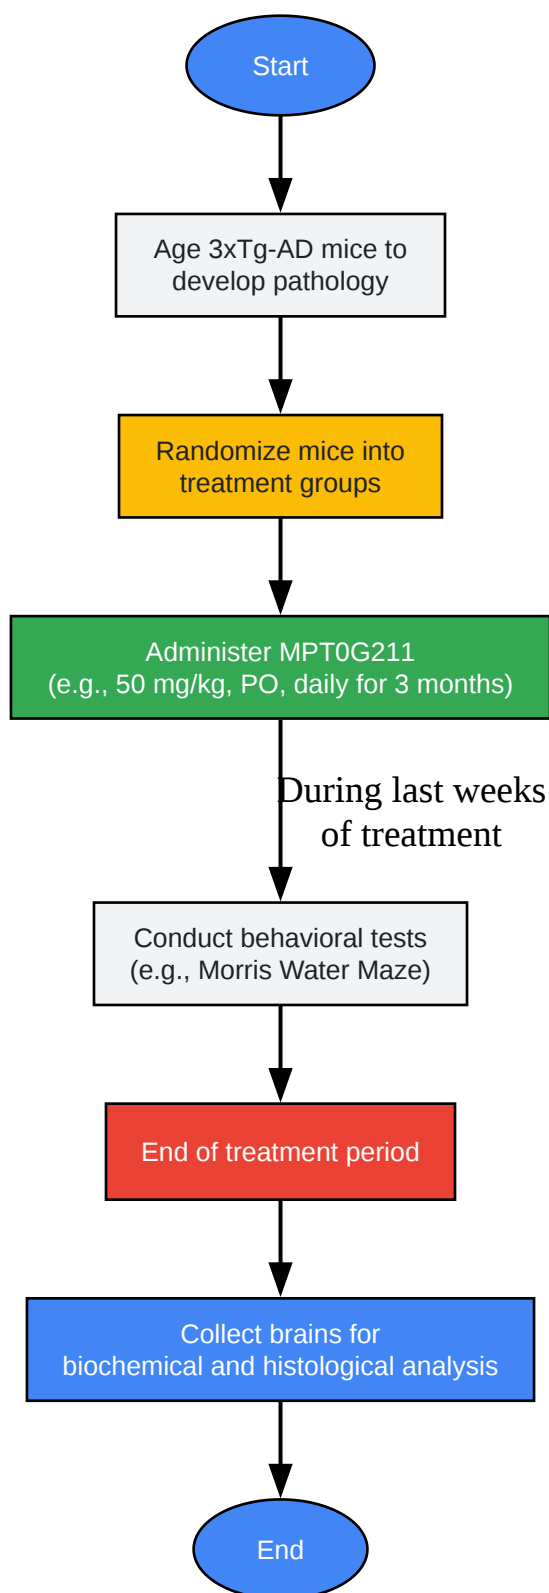 Start
Age 3xTg-AD mice to
develop pathology
Randomize mice into
treatment groups
Administer MPT0G211
(e.g., 50 mg/kg, PO, daily for 3 months)
During last weeks
of treatment
Conduct behavioral tests
(e.g., Morris Water Maze)
End of treatment period
Collect brains for
biochemical and histological analysis
End